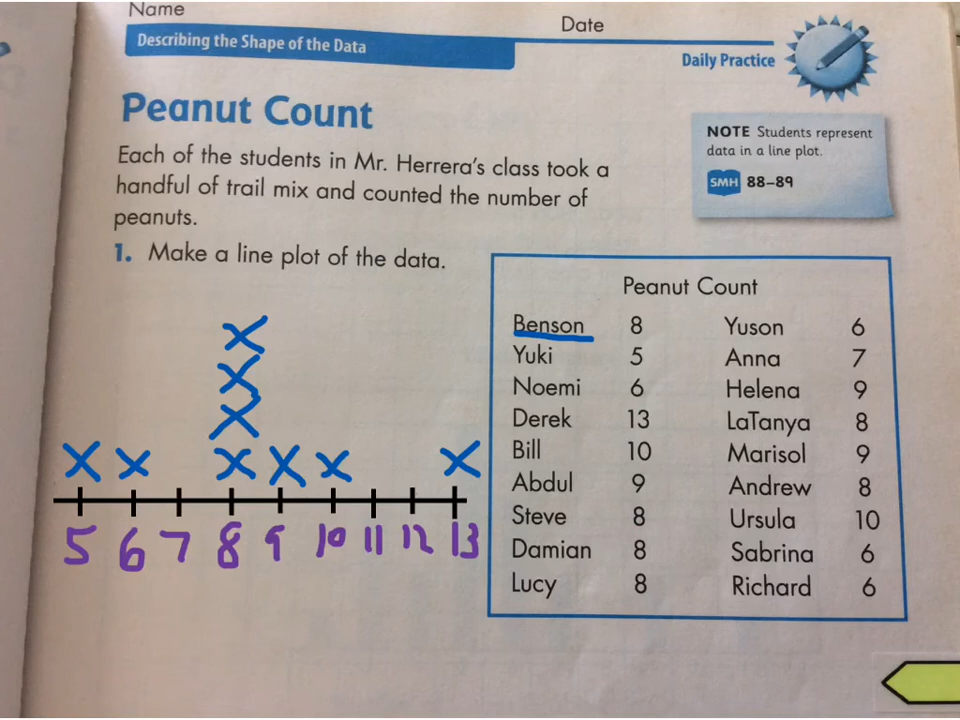 Name
Date
Describing the Shape of the Data
Daily Practice
Peanut Count
NOTE Students represent
data in a line plot.
SMH 88–89
Each of the students in Mr. Herrera's class took a
handful of trail mix and counted the number of
peanuts.
1. Make a line plot of the data.
Peanut Count
Benson 8 Yuson 6
Yuki 5 Anna 7
Noemi 6 Helena 9
Derek 13 LaTanya 8
Bill 10 Marisol 9
Abdul 9 Andrew 8
Steve 8 Ursula 10
Damian 8 Sabrina 6
Lucy 8 Richard 6
X
X
X
X X X X X X
5 6 7 8 9 10 11 12 13